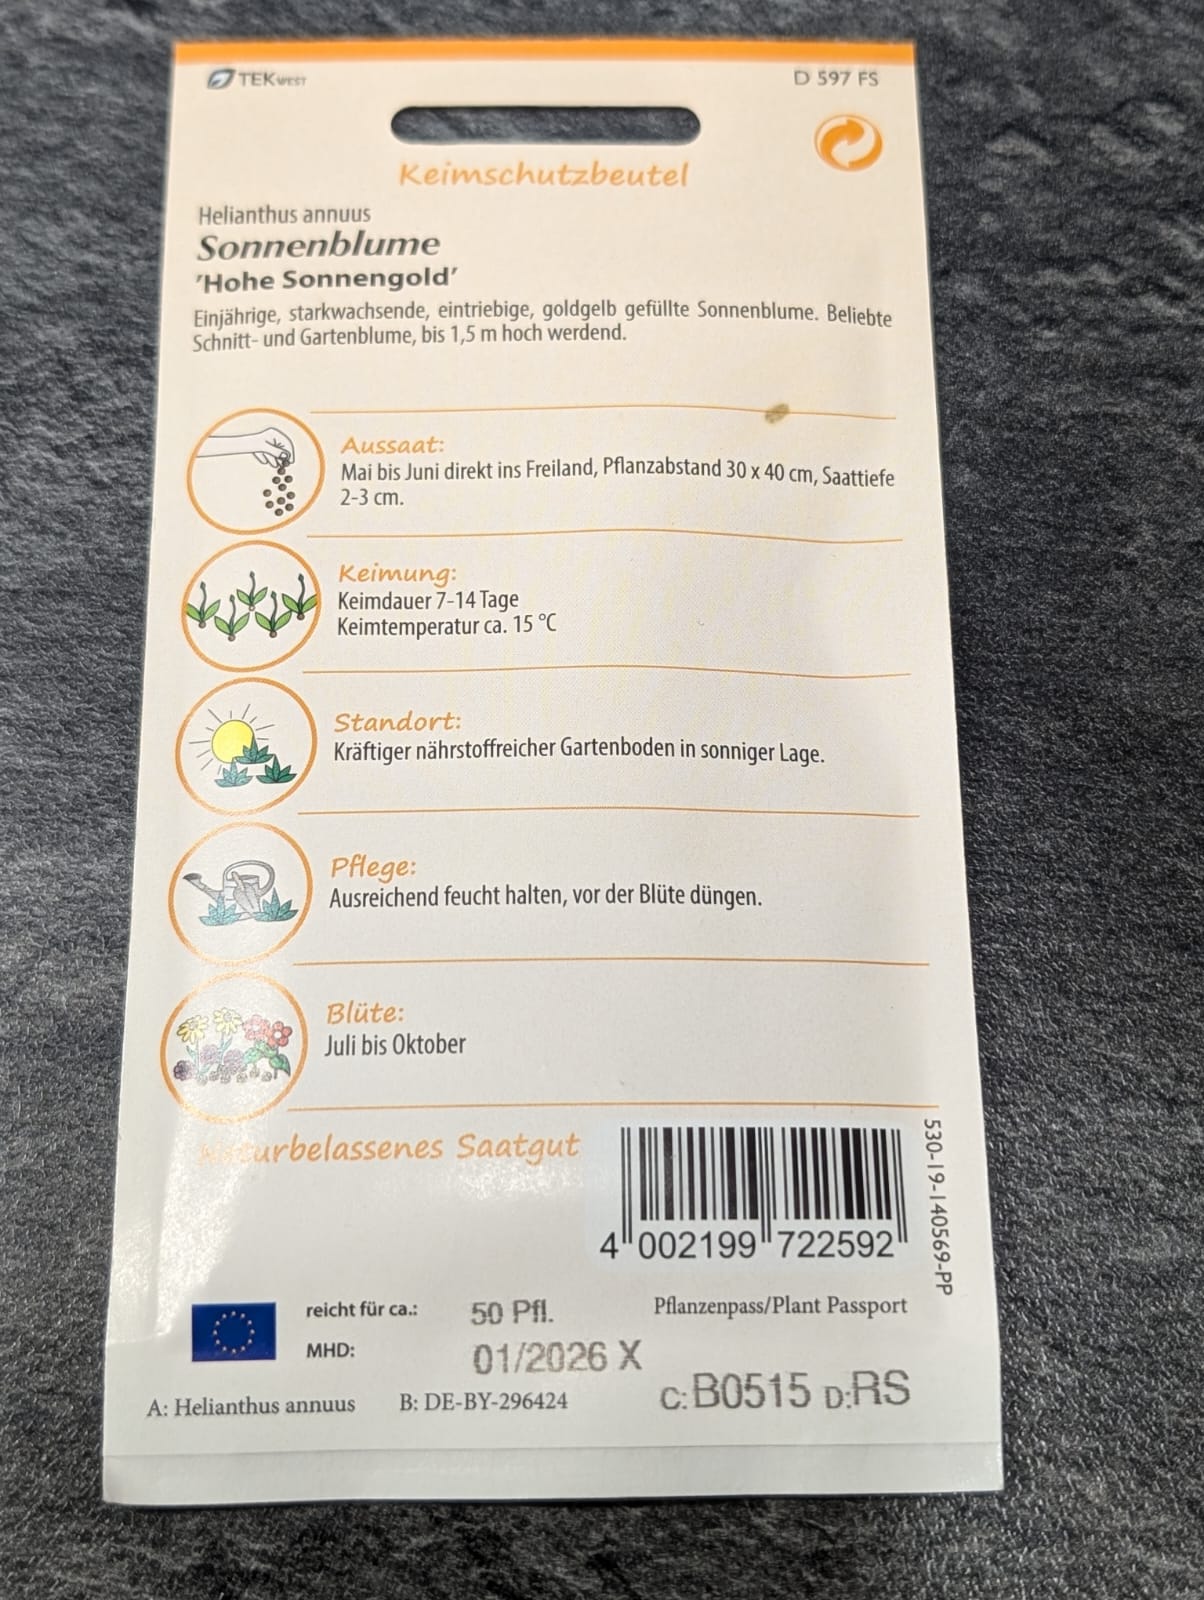 TEKWEST
D 597 FS
Keimschutzbeutel
Helianthus annuus
Sonnenblume
'Hohe Sonnengold'
Einjährige, starkwachsende, eintriebige, goldgelb gefüllte Sonnenblume. Beliebte
Schnitt- und Gartenblume, bis 1,5 m hoch werdend.
Aussaat:
Mai bis Juni direkt ins Freiland, Pflanzabstand 30 x 40 cm, Saattiefe
2-3 cm.
Keimung:
Keimdauer 7-14 Tage
Keimtemperatur ca. 15 °C
Standort:
Kräftiger nährstoffreicher Gartenboden in sonniger Lage.
Pflege:
Ausreichend feucht halten, vor der Blüte düngen.
Blüte:
Juli bis Oktober
Naturbelassenes Saatgut
4 002199 722592
530-19-140569-PP
reicht für ca.: 50 Pfl.
Pflanzenpass/Plant Passport
MHD: 01/2026 X
A: Helianthus annuus B: DE-BY-296424 C: B0515 D: RS